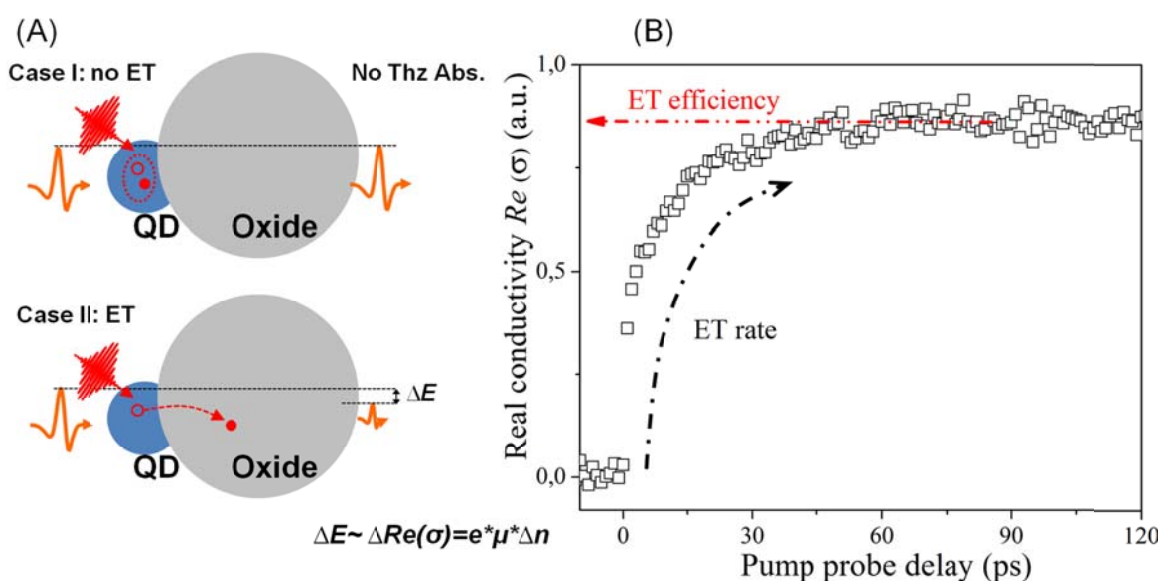 (A)
Case I: no ET
No Thz Abs.
QD
Oxide
Case II: ET
ΔE
QD
Oxide
ΔE~ ΔRe(σ)=e*μ*Δn
(B)
Real conductivity Re (σ) (a.u.)
1,0
0,5
0,0
ET efficiency
ET rate
0
30
60
90
120
Pump probe delay (ps)